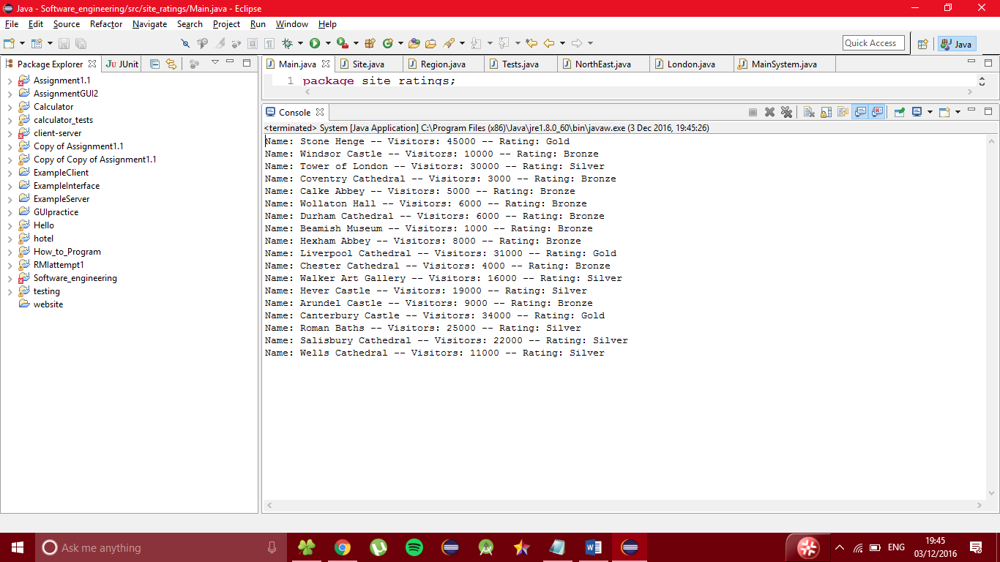 Java - Software_engineering/src/site_ratings/Main.java - Eclipse
File Edit Source Refactor Navigate Search Project Run Window Help
Quick Access
Java
Package Explorer
JUnit
Main.java Site.java Region.java Tests.java NorthEast.java London.java MainSystem.java
1 package site_ratings;
Assignment1.1
AssignmentGUI2
Calculator
calculator_tests
client-server
Copy of Assignment1.1
Copy of Copy of Assignment1.1
ExampleClient
ExampleInterface
ExampleServer
GUIpractice
Hello
hotel
How_to_Program
RMIattempt1
Software_engineering
testing
website
Console
<terminated> System [Java Application] C:\Program Files (x86)\Java\jre1.8.0_60\bin\javaw.exe (3 Dec 2016, 19:45:26)
Name: Stone Henge -- Visitors: 45000 -- Rating: Gold
Name: Windsor Castle -- Visitors: 10000 -- Rating: Bronze
Name: Tower of London -- Visitors: 30000 -- Rating: Silver
Name: Coventry Cathedral -- Visitors: 3000 -- Rating: Bronze
Name: Calke Abbey -- Visitors: 5000 -- Rating: Bronze
Name: Wollaton Hall -- Visitors: 6000 -- Rating: Bronze
Name: Durham Cathedral -- Visitors: 6000 -- Rating: Bronze
Name: Beamish Museum -- Visitors: 1000 -- Rating: Bronze
Name: Hexham Abbey -- Visitors: 8000 -- Rating: Bronze
Name: Liverpool Cathedral -- Visitors: 31000 -- Rating: Gold
Name: Chester Cathedral -- Visitors: 4000 -- Rating: Bronze
Name: Walker Art Gallery -- Visitors: 16000 -- Rating: Silver
Name: Hever Castle -- Visitors: 19000 -- Rating: Silver
Name: Arundel Castle -- Visitors: 9000 -- Rating: Bronze
Name: Canterbury Castle -- Visitors: 34000 -- Rating: Gold
Name: Roman Baths -- Visitors: 25000 -- Rating: Silver
Name: Salisbury Cathedral -- Visitors: 22000 -- Rating: Silver
Name: Wells Cathedral -- Visitors: 11000 -- Rating: Silver
Ask me anything
ENG
19:45
03/12/2016